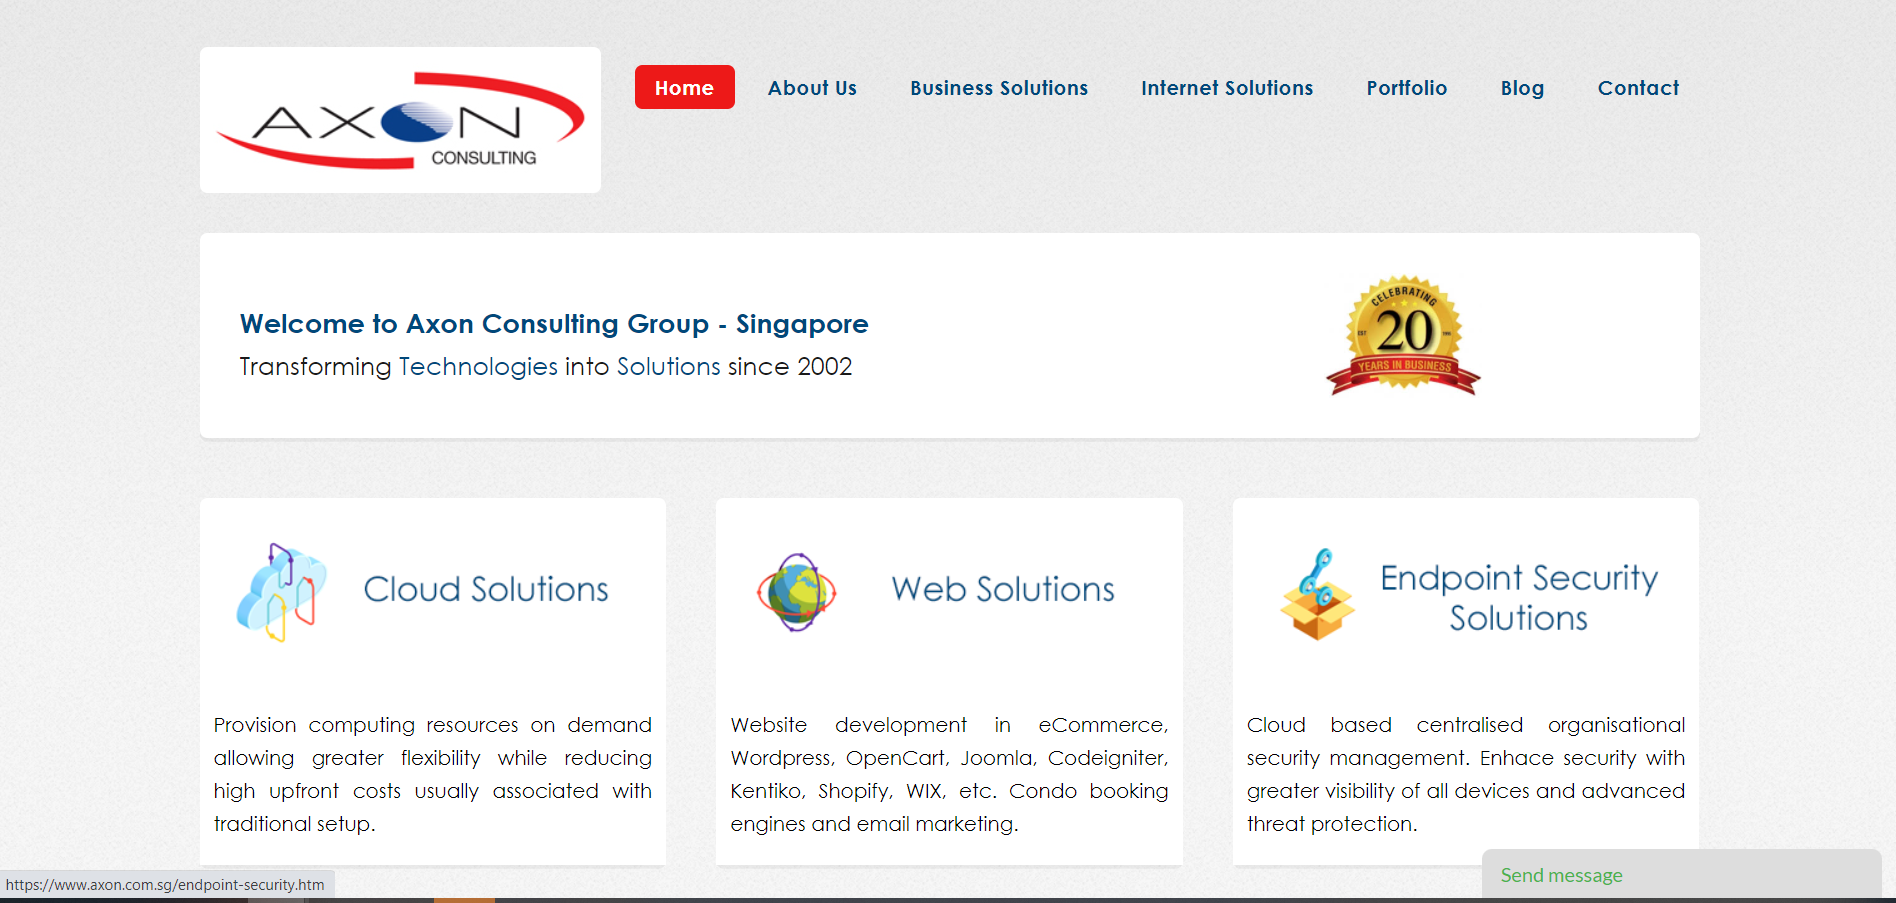 AXON
CONSULTING
Home
About Us
Business Solutions
Internet Solutions
Portfolio
Blog
Contact
Welcome to Axon Consulting Group - Singapore
Transforming Technologies into Solutions since 2002
CELEBRATING
EST
20
YEARS IN BUSINESS
Cloud Solutions
Provision computing resources on demand
allowing greater flexibility while reducing
high upfront costs usually associated with
traditional setup.
Web Solutions
Website development in eCommerce,
Wordpress, OpenCart, Joomla, Codeigniter,
Kentiko, Shopify, WIX, etc. Condo booking
engines and email marketing.
Endpoint Security
Solutions
Cloud based centralised organisational
security management. Enhace security with
greater visibility of all devices and advanced
threat protection.
https://www.axon.com.sg/endpoint-security.htm
Send message